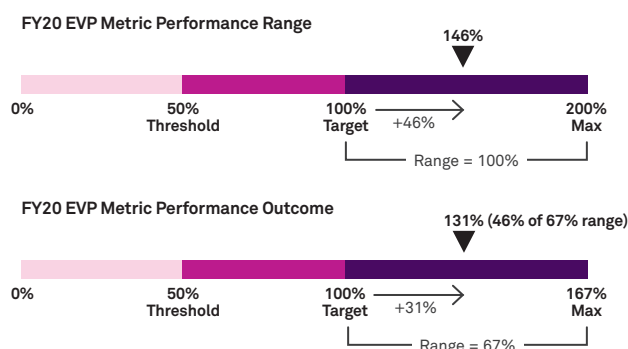 FY20 EVP Metric Performance Range
146%
0% 50% 100% 200%
Threshold Target +46% Max
Range = 100%
FY20 EVP Metric Performance Outcome
131% (46% of 67% range)
0% 50% 100% 167%
Threshold Target +31% Max
Range = 67%